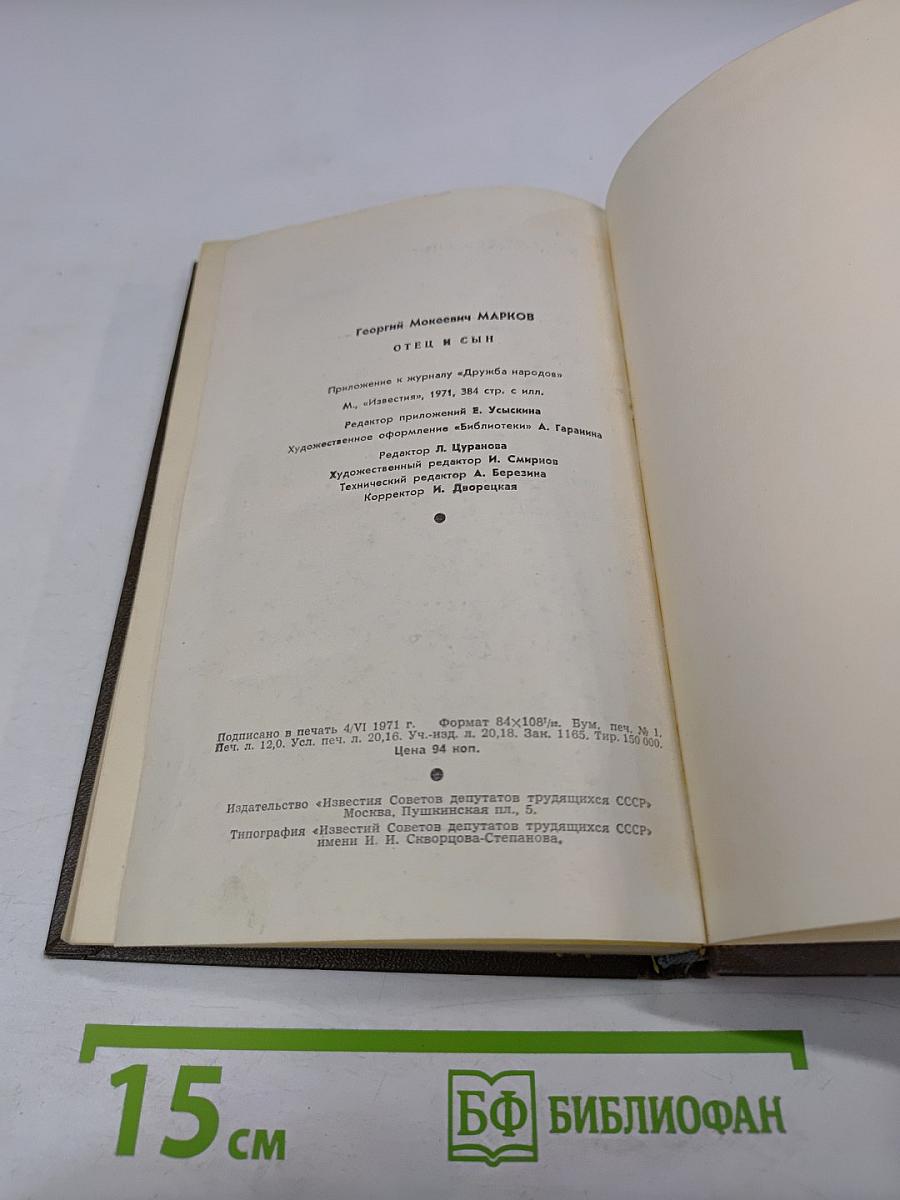 Георгий Мокеевич МАРКОВ
ОТЕЦ И СЫН
Приложение к журналу «Дружба народов»
М., «Известия», 1971, 384 стр. с илл.
Редактор приложений Е. Усыскина
Художественное оформление «Библиотеки» А. Гаранина
Редактор Л. Цуранова
Художественный редактор И. Смирнов
Технический редактор А. Березина
Корректор И. Дворецкая
Подписано в печать 4/VI 1971 г. Формат 84×108¹/₃₂. Бум. печ. № 1.
Печ. л. 12,0. Усл. печ. л. 20,16. Уч.-изд. л. 20,18. Зак. 1165. Тир. 150 000.
Цена 94 коп.
Издательство «Известия Советов депутатов трудящихся СССР»
Москва, Пушкинская пл., 5.
Типография «Известий Советов депутатов трудящихся СССР»
имени И. И. Скворцова-Степанова.
15 см
БФ БИБЛИОФАН